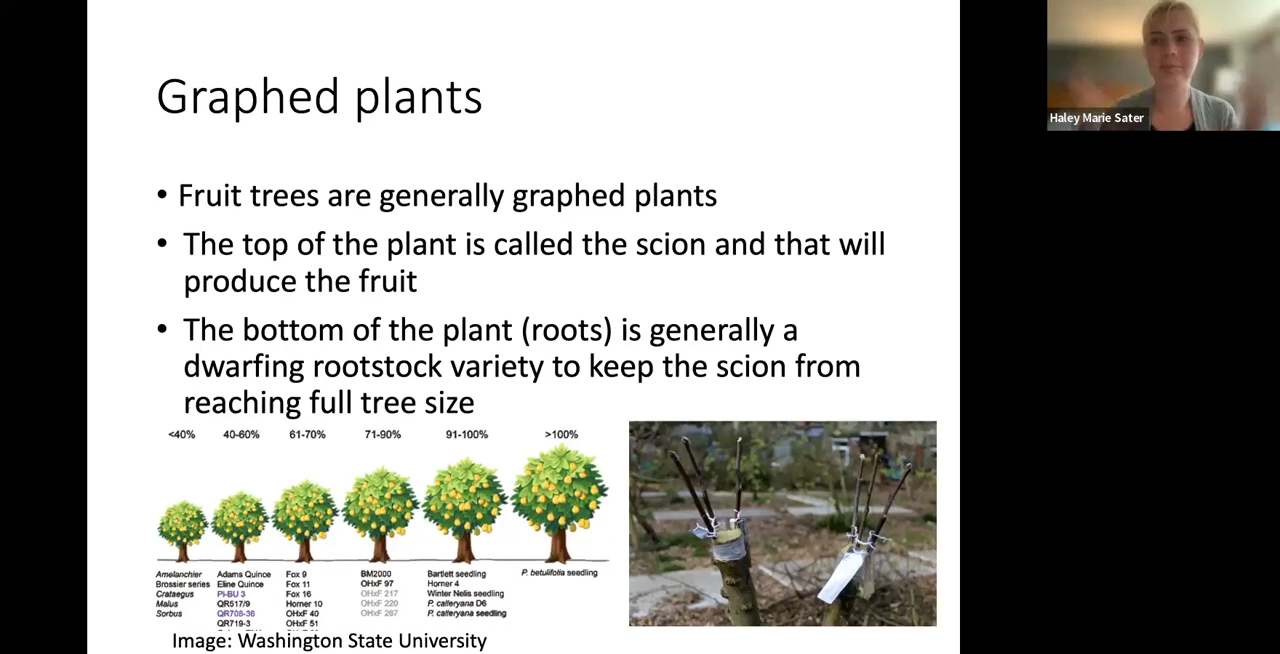 Graphed plants
Haley Marie Sater
• Fruit trees are generally graphed plants
• The top of the plant is called the scion and that will
produce the fruit
• The bottom of the plant (roots) is generally a
dwarfing rootstock variety to keep the scion from
reaching full tree size
<40% 40-60% 61-70% 71-90% 91-100% >100%
Amelanchier Adams Quince Fox 9 BM2000 Bartlett seedling P. betulifolia seedling
Brossier series Eline Quince Fox 11 OHxF 97 Horner 4
Crataegus PI-BU 3 Fox 16 OHxF 217 Winter Nelis seedling
Malus QR517/9 Horner 10 OHxF 220 P. calleryana D6
Sorbus QR708-36 OHxF 40 OHxF 267 P. calleryana seedling
QR719-3 OHxF 51
Image: Washington State University